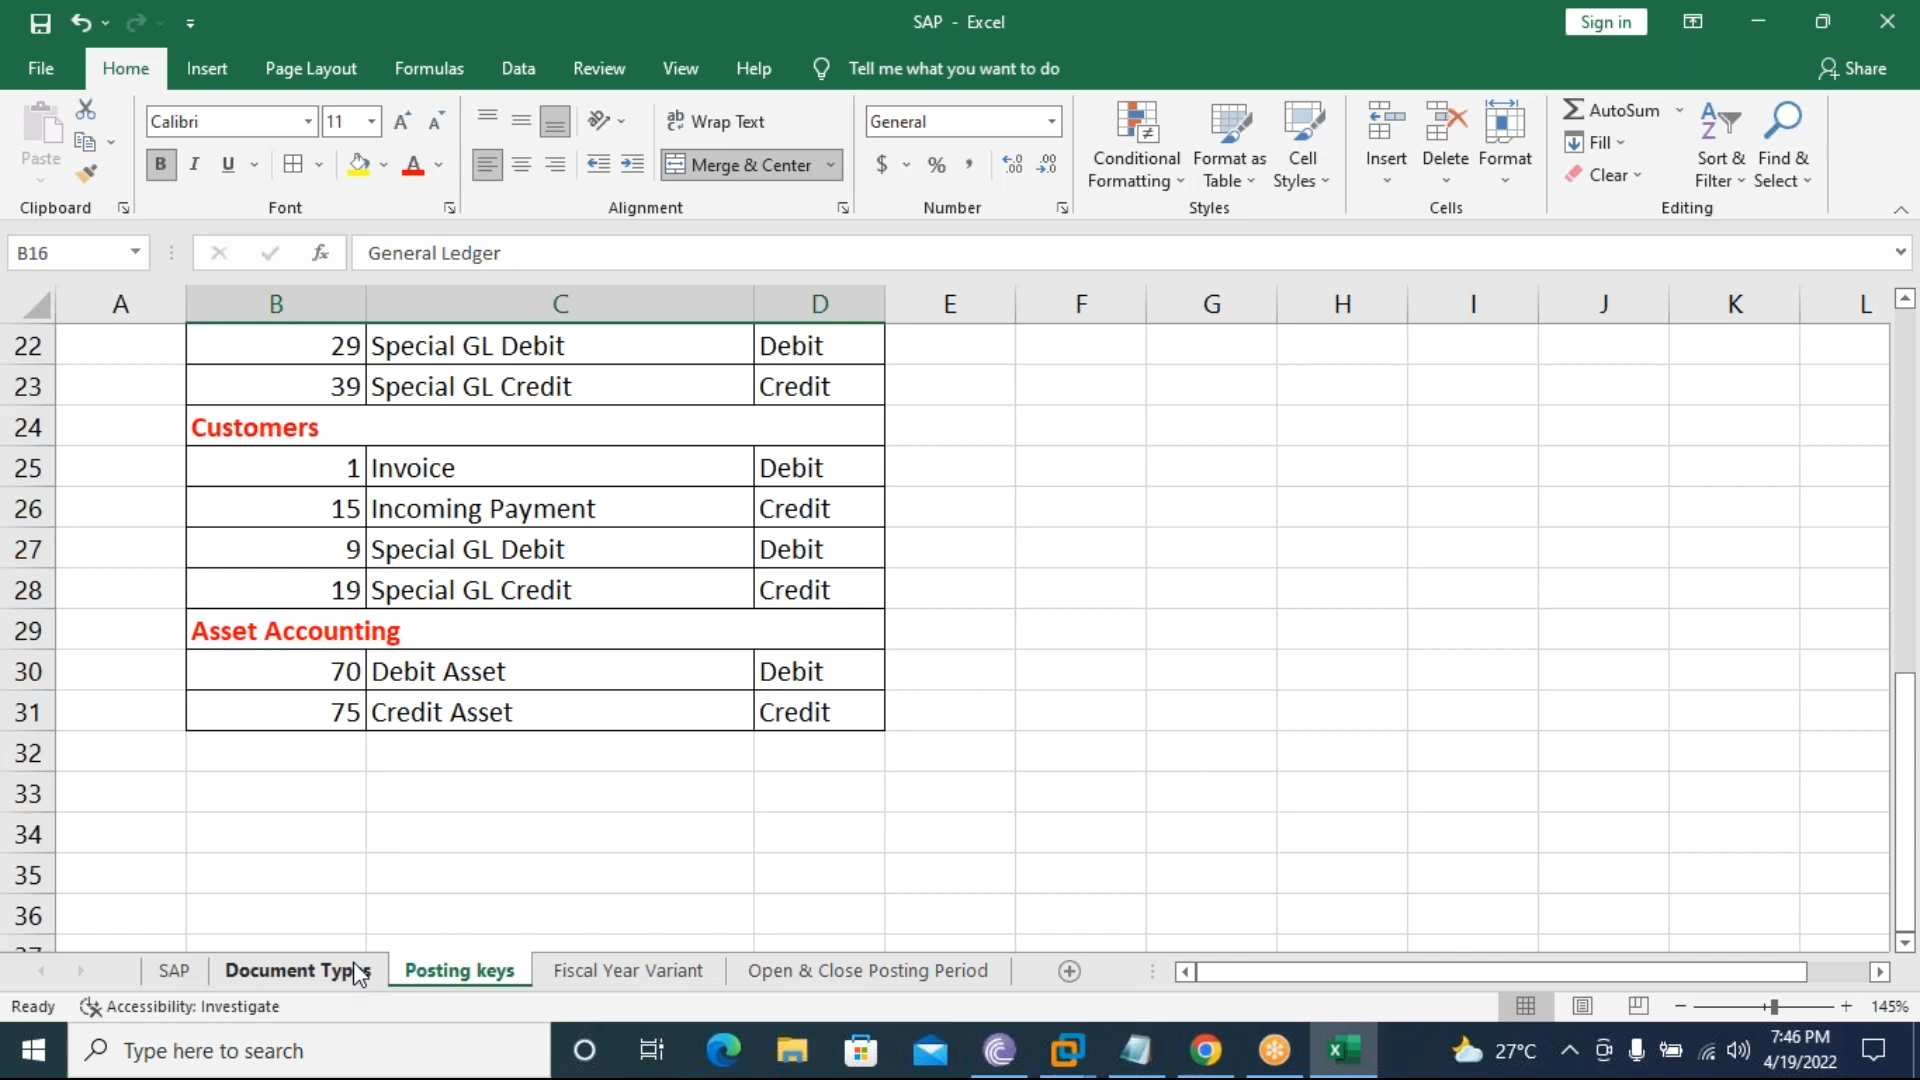 SAP - Excel
Sign in
File Home Insert Page Layout Formulas Data Review View Help Tell me what you want to do Share
Paste
Clipboard
Calibri 11
B I U A
Font
Wrap Text
Merge & Center
Alignment
General
$ % ,
Number
Conditional Formatting
Format as Table
Cell Styles
Styles
Insert Delete Format
Cells
AutoSum
Fill
Clear
Sort & Filter
Find & Select
Editing
B16 fx General Ledger
A B C D E F G H I J K L
22 29 Special GL Debit Debit
23 39 Special GL Credit Credit
24 Customers
25 1 Invoice Debit
26 15 Incoming Payment Credit
27 9 Special GL Debit Debit
28 19 Special GL Credit Credit
29 Asset Accounting
30 70 Debit Asset Debit
31 75 Credit Asset Credit
32
33
34
35
36
SAP Document Types Posting keys Fiscal Year Variant Open & Close Posting Period
Ready Accessibility: Investigate 145%
Type here to search 27°C 7:46 PM
4/19/2022